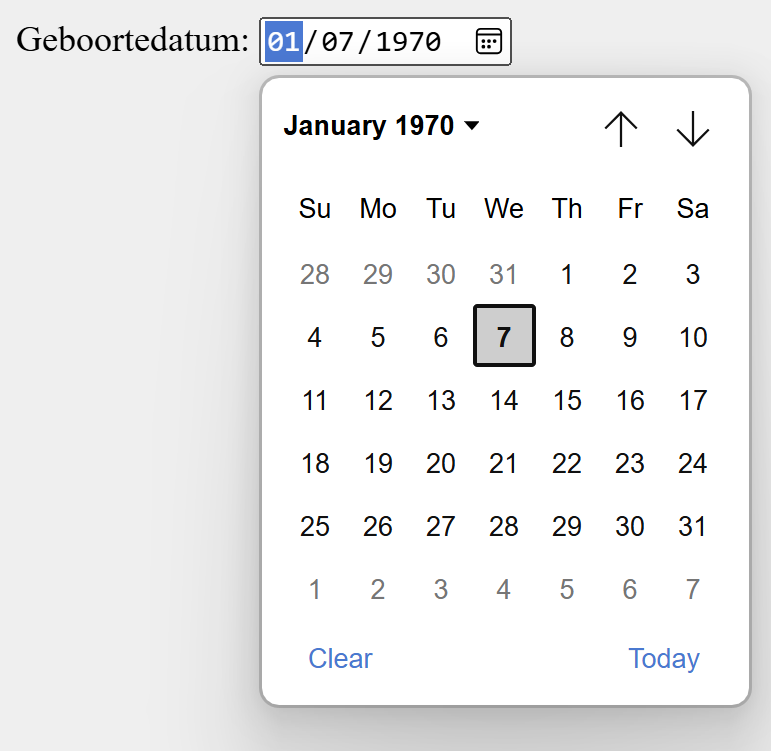 Geboortedatum: 01/07/1970
January 1970
Su Mo Tu We Th Fr Sa
28 29 30 31 1 2 3
4 5 6 7 8 9 10
11 12 13 14 15 16 17
18 19 20 21 22 23 24
25 26 27 28 29 30 31
1 2 3 4 5 6 7
Clear Today